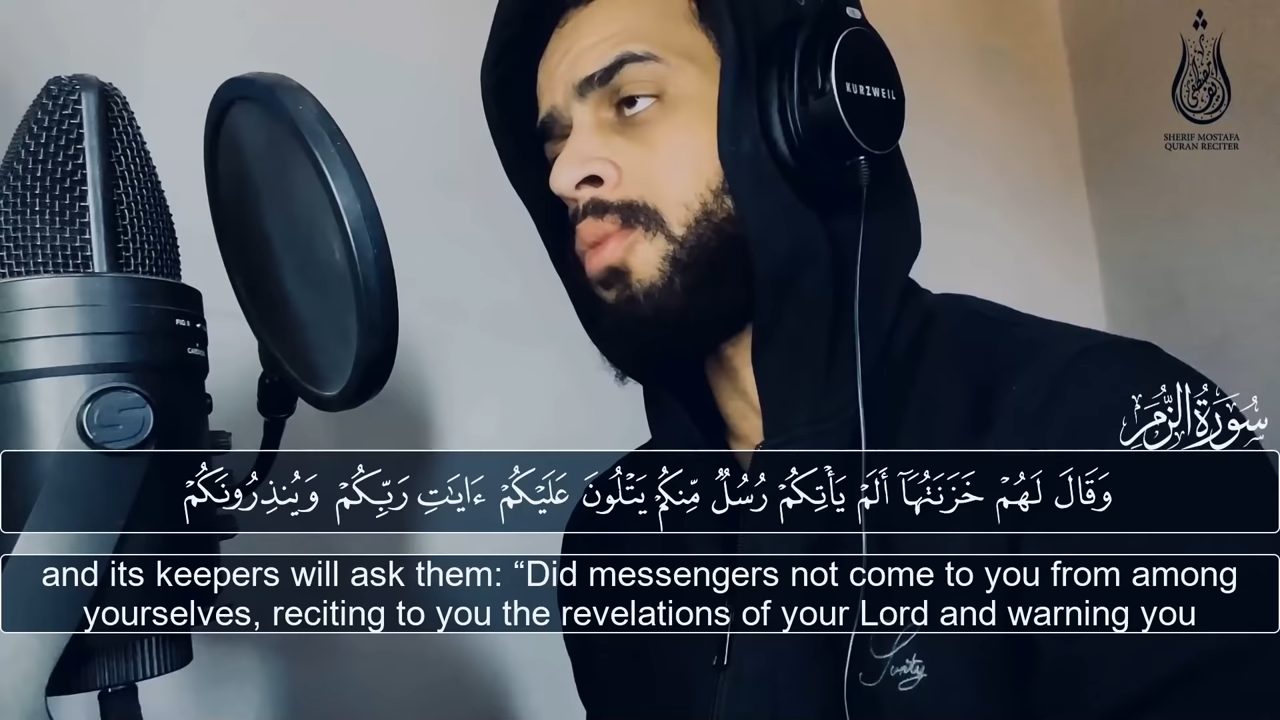 KURZWEIL
SHERIF MOSTAFA
QURAN RECITER
سُورَةُ الزُّمَرِ
وَقَالَ لَهُمْ خَزَنَتُهَآ أَلَمْ يَأْتِكُمْ رُسُلٌ مِّنكُمْ يَتْلُونَ عَلَيْكُمْ ءَايَٰتِ رَبِّكُمْ وَيُنذِرُونَكُمْ
and its keepers will ask them: “Did messengers not come to you from among
yourselves, reciting to you the revelations of your Lord and warning you